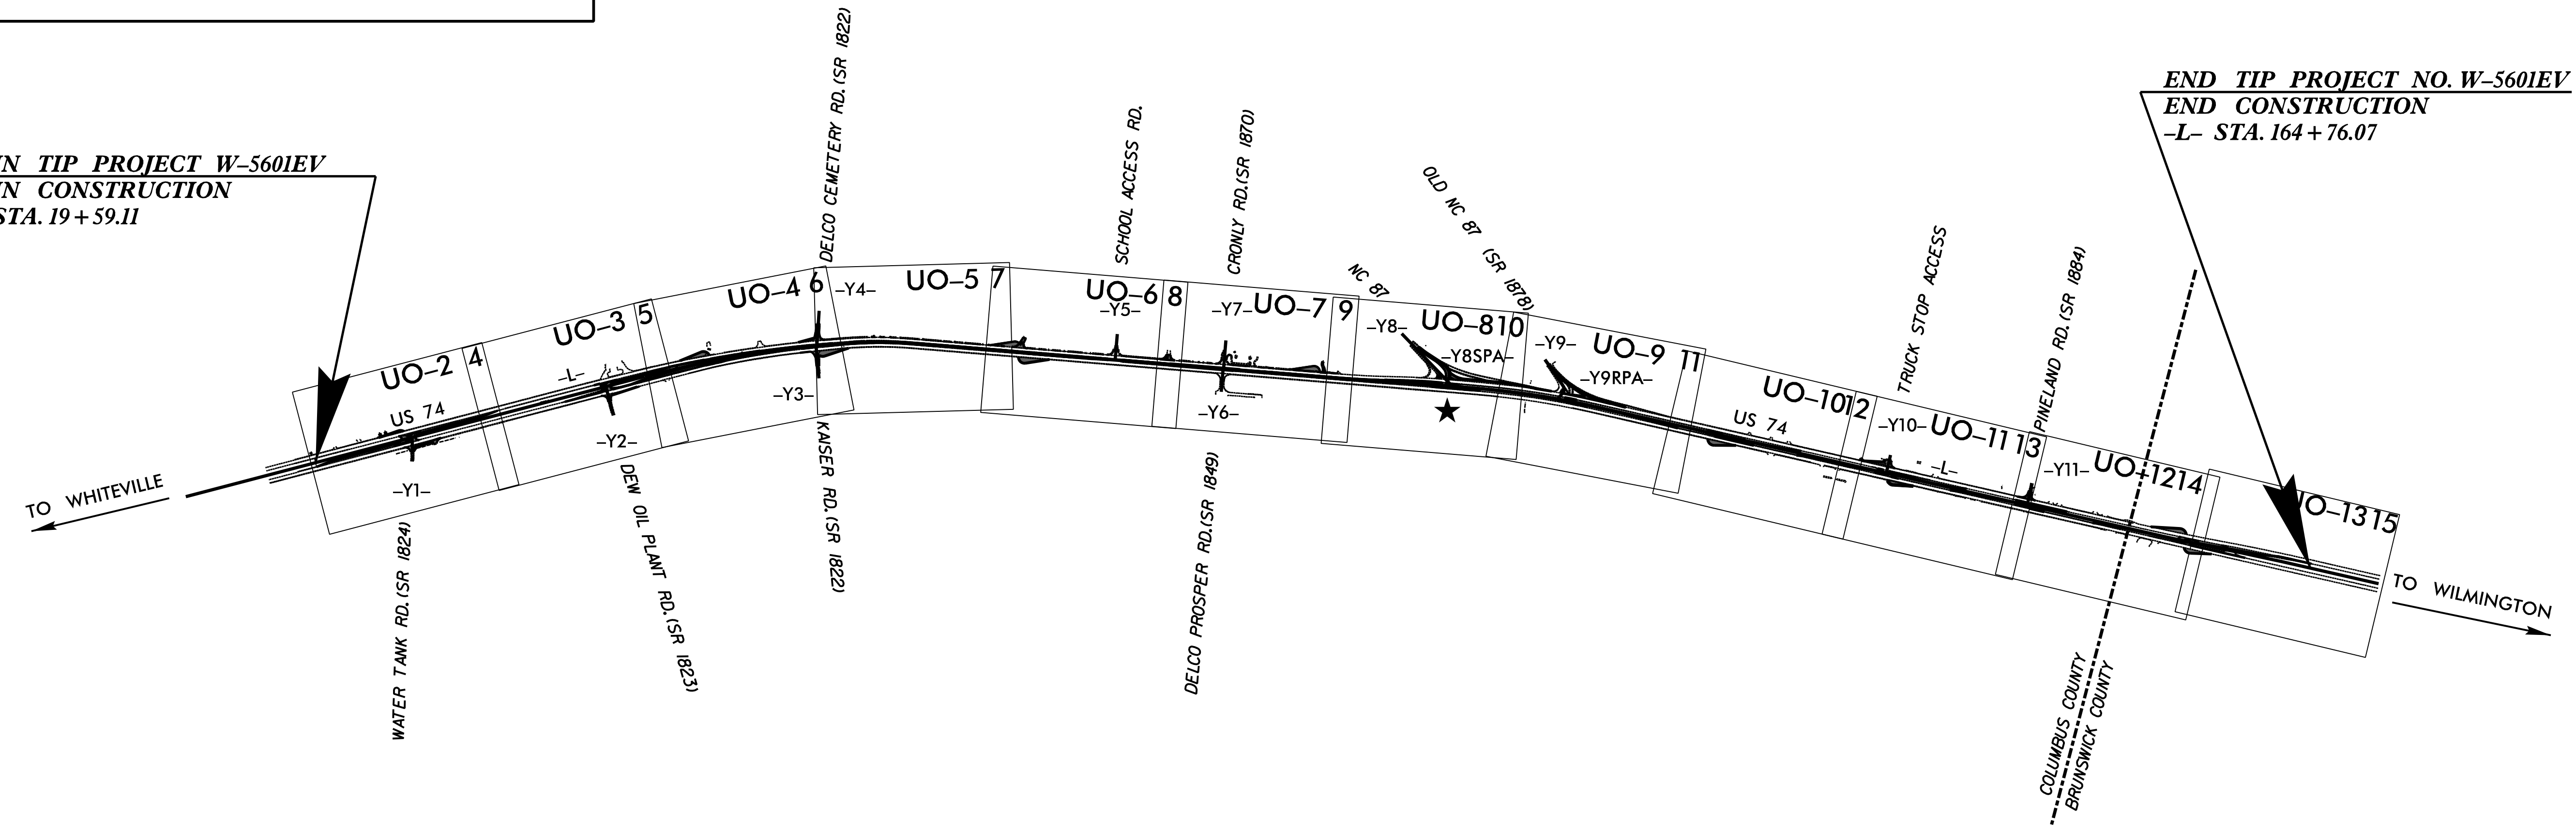 END TIP PROJECT NO. W–5601EV
END CONSTRUCTION
–L– STA. 164+76.07
TIP PROJECT W–5601EV
CONSTRUCTION
STA. 19+59.11
DELCO CEMETERY RD.(SR 1822)
SCHOOL ACCESS RD.
CRONLY RD.(SR 1870)
NC 87
OLD NC 87 (SR 1878)
TRUCK STOP ACCESS
PINELAND RD.(SR 1884)
UO–2 4
UO–3 5
UO–4 6
–Y4–
UO–5 7
UO–6 8
–Y5–
–Y7–
UO–7 9
–Y8–
UO–8 10
–Y8SPA–
–Y9–
UO–9 11
–Y9RPA–
UO–10 12
–Y10–
UO–11 13
–Y11–
UO–12 14
UO–13 15
US 74
–L–
–Y3–
–Y6–
US 74
–L–
–Y1–
–Y2–
TO WHITEVILLE
TO WILMINGTON
WATER TANK RD.(SR 1824)
DEW OIL PLANT RD.(SR 1823)
KAISER RD.(SR 1822)
DELCO PROSPER RD.(SR 1849)
COLUMBUS COUNTY
BRUNSWICK COUNTY